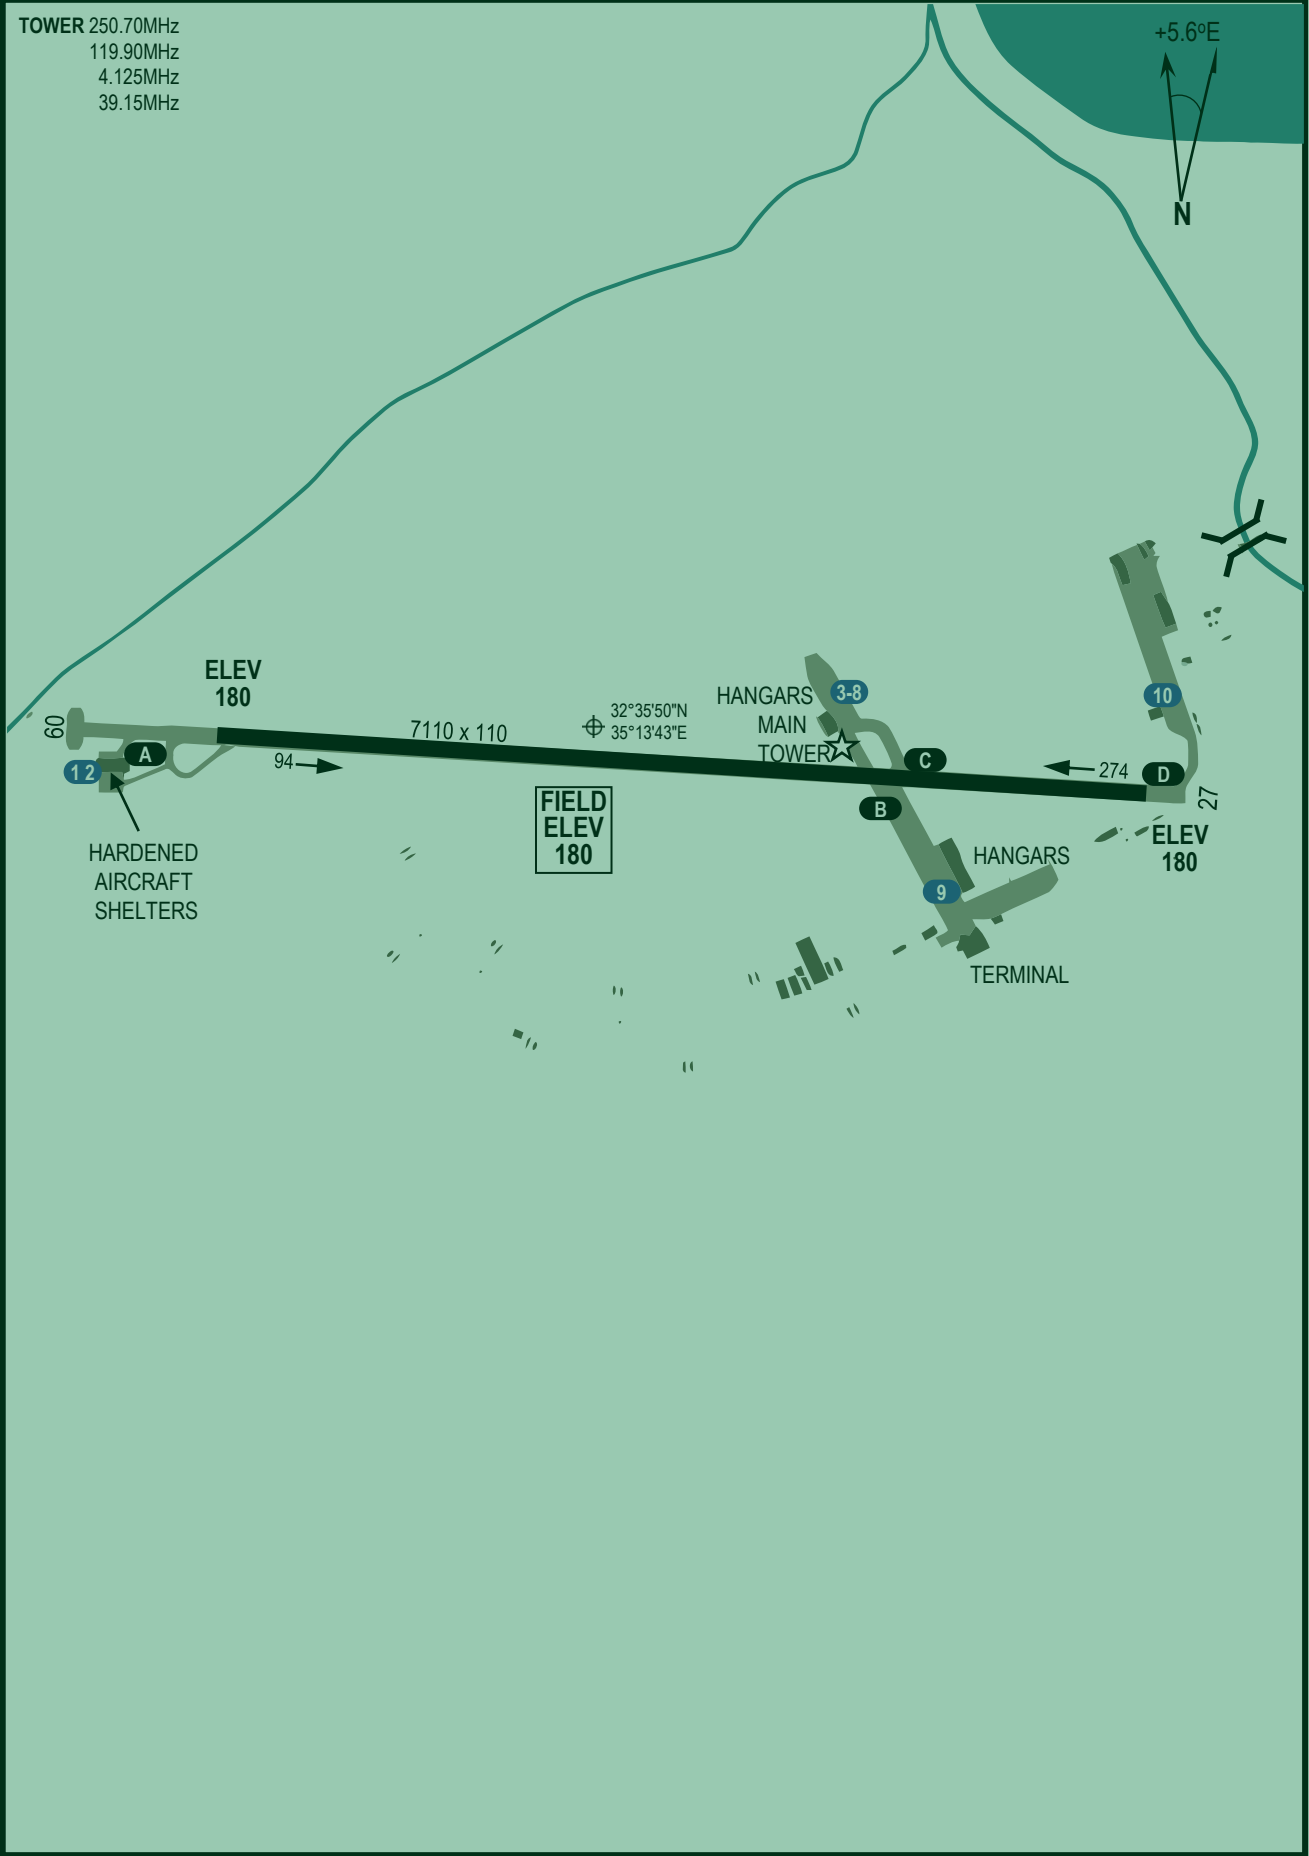 TOWER 250.70MHz
119.90MHz
4.125MHz
39.15MHz
+5.6ºE
N
ELEV
180
09
7110 x 110
32°35'50"N
35°13'43"E
HANGARS
MAIN
TOWER
3-8
10
A
1 2
94
C
274
D
27
B
FIELD
ELEV
180
ELEV
180
HARDENED
AIRCRAFT
SHELTERS
HANGARS
9
TERMINAL